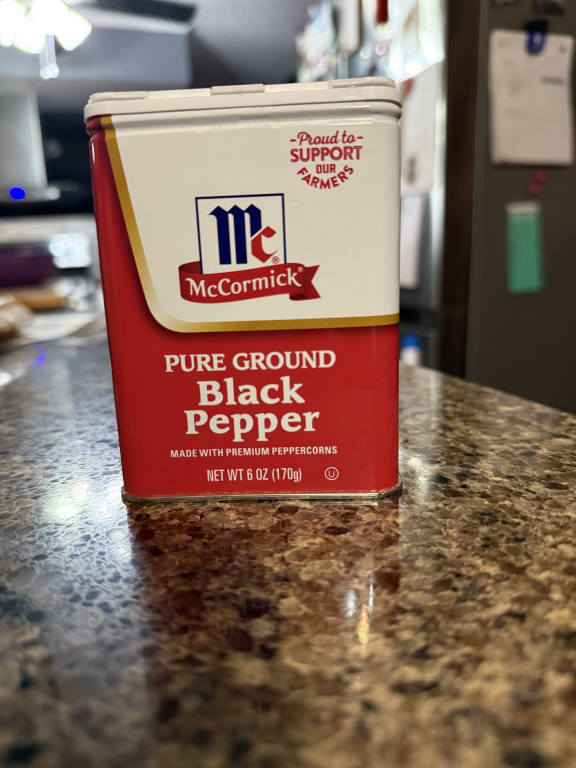 -Proud to-
SUPPORT
OUR
FARMERS
Mc®
McCormick®
PURE GROUND
Black
Pepper
MADE WITH PREMIUM PEPPERCORNS
NET WT 6 OZ (170g) U